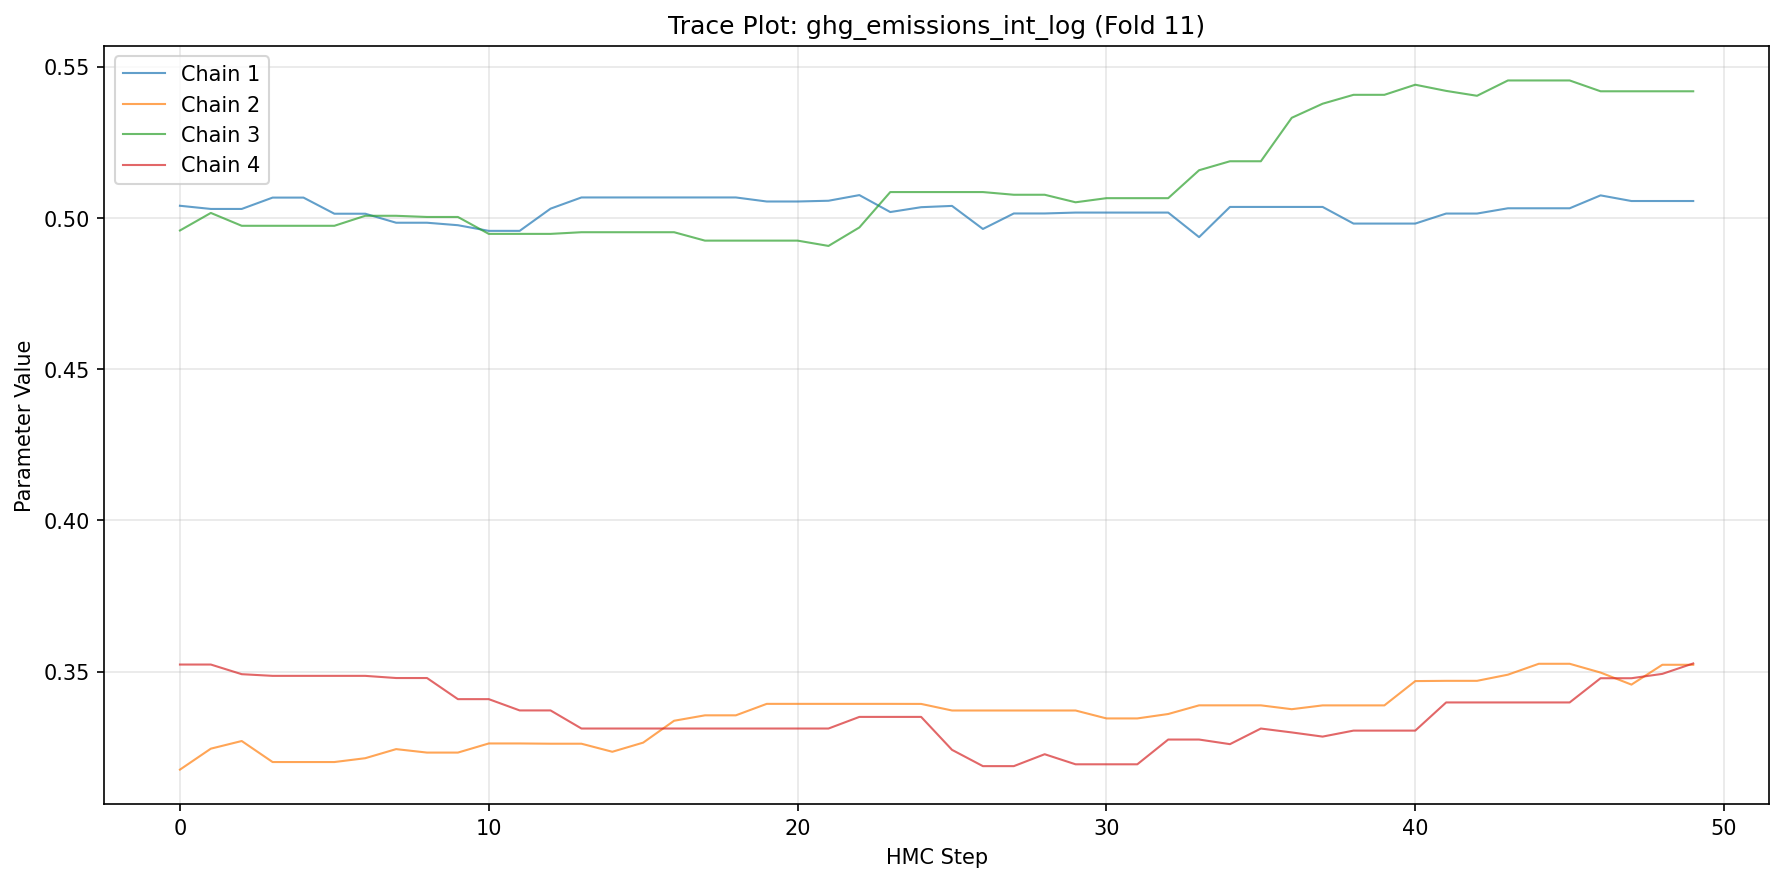 Trace Plot: ghg_emissions_int_log (Fold 11)
Chain 1
Chain 2
Chain 3
Chain 4
Parameter Value
0.55
0.50
0.45
0.40
0.35
0 10 20 30 40 50
HMC Step